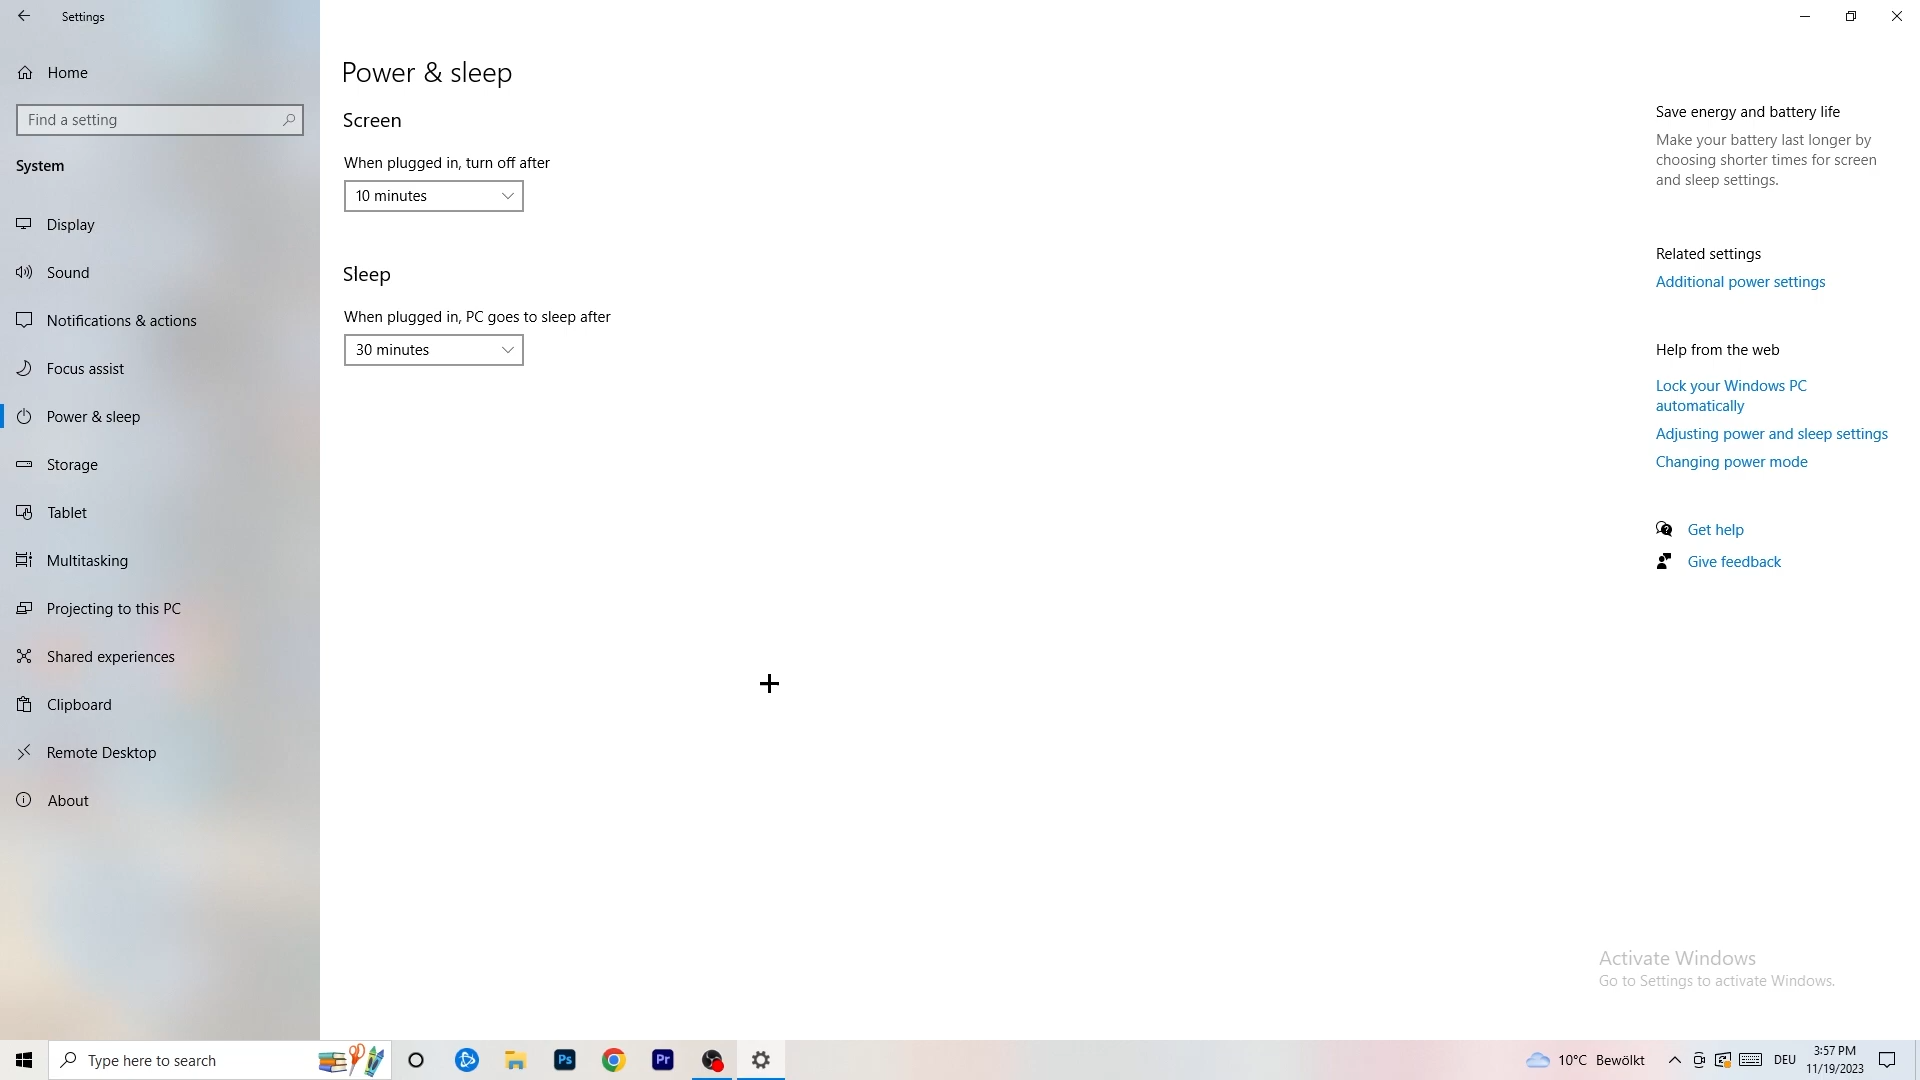 Settings
Home
Find a setting
System
Display
Sound
Notifications & actions
Focus assist
Power & sleep
Storage
Tablet
Multitasking
Projecting to this PC
Shared experiences
Clipboard
Remote Desktop
About
Power & sleep
Screen
When plugged in, turn off after
10 minutes
Sleep
When plugged in, PC goes to sleep after
30 minutes
Save energy and battery life
Make your battery last longer by
choosing shorter times for screen
and sleep settings.
Related settings
Additional power settings
Help from the web
Lock your Windows PC
automatically
Adjusting power and sleep settings
Changing power mode
Get help
Give feedback
Activate Windows
Go to Settings to activate Windows.
Type here to search
Ps
Pr
10°C Bewölkt
DEU
3:57 PM
11/19/2023